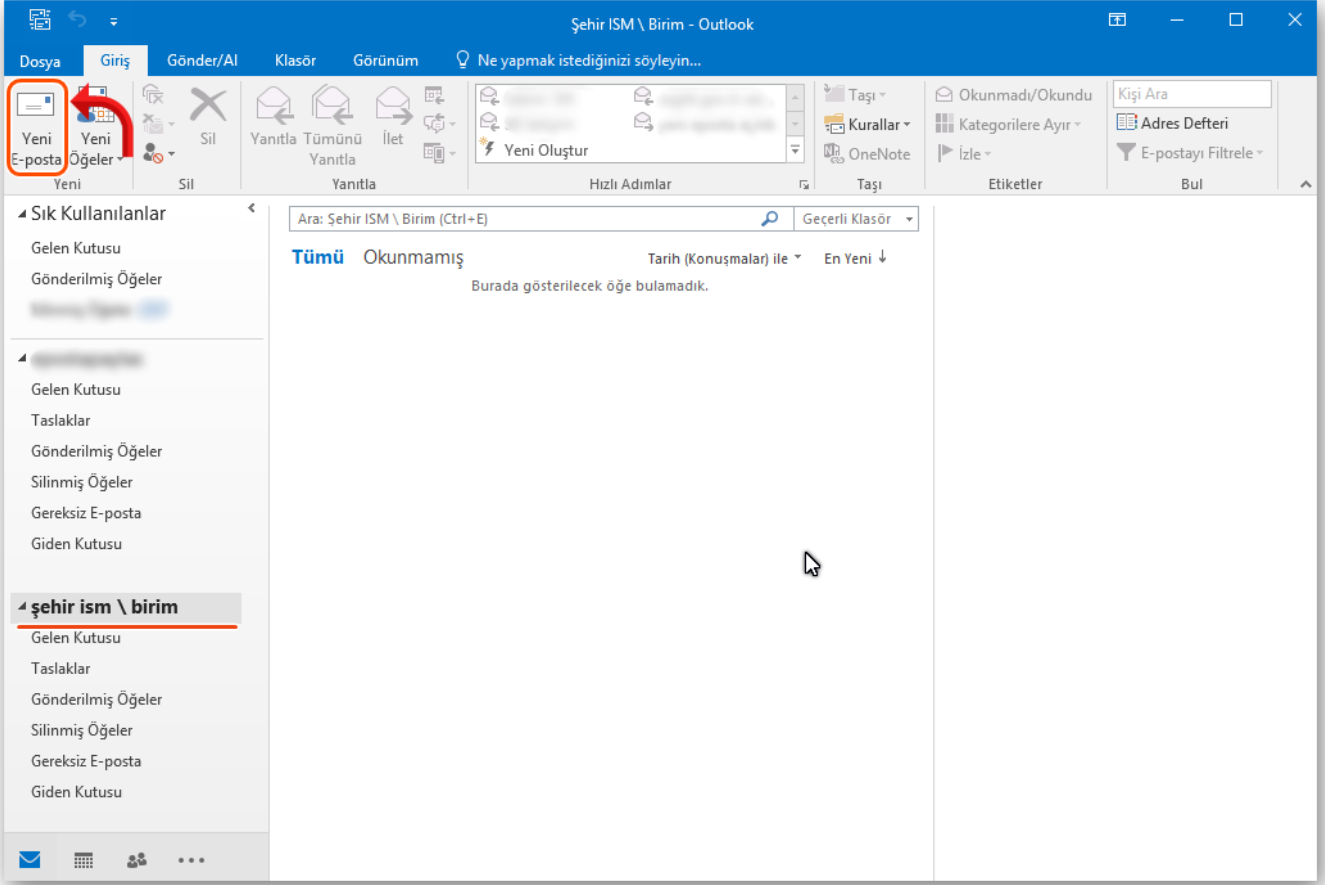 Şehir ISM \ Birim - Outlook
Dosya Giriş Gönder/Al Klasör Görünüm Ne yapmak istediğinizi söyleyin...
Yeni E-posta
Yeni Öğeler
Yeni
Sil
Sil
Yanıtla
Tümünü Yanıtla
İlet
Yanıtla
Yeni Oluştur
Hızlı Adımlar
Taşı
Kurallar
OneNote
Taşı
Okunmadı/Okundu
Kategorilere Ayır
İzle
Etiketler
Kişi Ara
Adres Defteri
E-postayı Filtrele
Bul
Sık Kullanılanlar
Gelen Kutusu
Gönderilmiş Öğeler
Gelen Kutusu
Taslaklar
Gönderilmiş Öğeler
Silinmiş Öğeler
Gereksiz E-posta
Giden Kutusu
şehir ism \ birim
Gelen Kutusu
Taslaklar
Gönderilmiş Öğeler
Silinmiş Öğeler
Gereksiz E-posta
Giden Kutusu
Ara: Şehir ISM \ Birim (Ctrl+E) Geçerli Klasör
Tümü Okunmamış Tarih (Konuşmalar) ile En Yeni ↓
Burada gösterilecek öğe bulamadık.